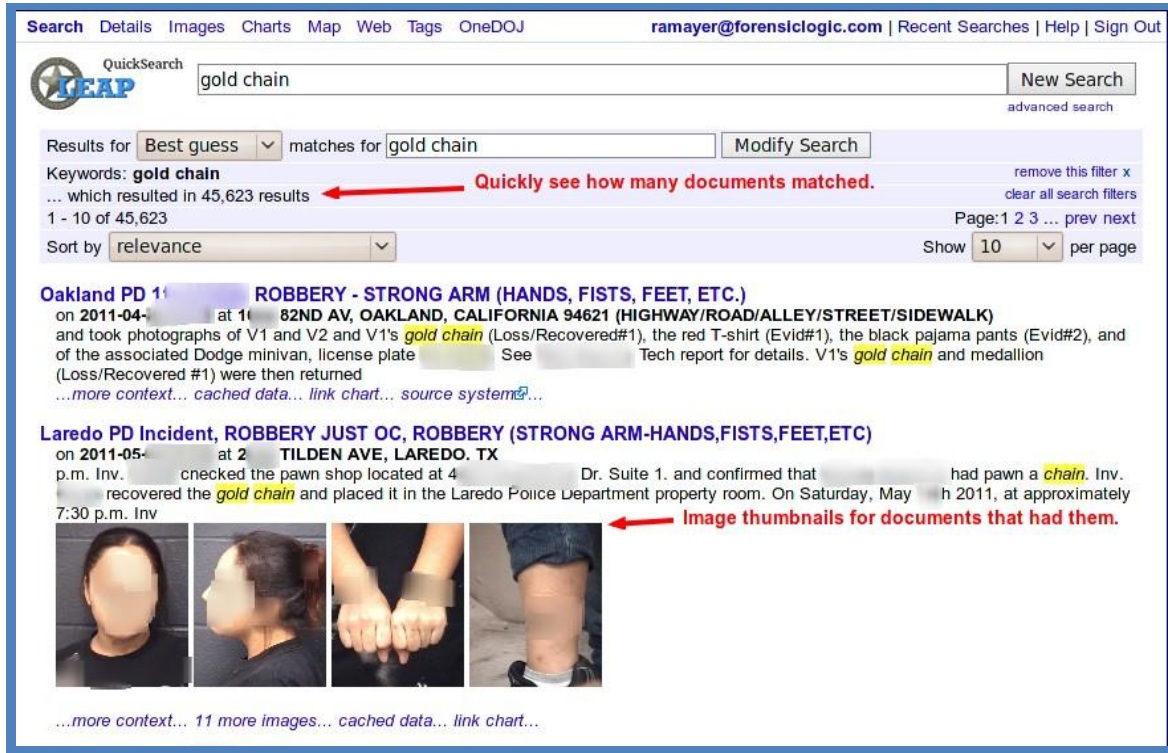 Search Details Images Charts Map Web Tags OneDOJ ramayer@forensiclogic.com | Recent Searches | Help | Sign Out
QuickSearch
LEAP
gold chain New Search
advanced search
Results for Best guess matches for gold chain Modify Search
Keywords: gold chain remove this filter x
... which resulted in 45,623 results Quickly see how many documents matched. clear all search filters
1 - 10 of 45,623 Page:1 2 3 ... prev next
Sort by relevance Show 10 per page
Oakland PD ROBBERY - STRONG ARM (HANDS, FISTS, FEET, ETC.)
on 2011-04- at 82ND AV, OAKLAND, CALIFORNIA 94621 (HIGHWAY/ROAD/ALLEY/STREET/SIDEWALK)
and took photographs of V1 and V2 and V1's gold chain (Loss/Recovered#1), the red T-shirt (Evid#1), the black pajama pants (Evid#2), and
of the associated Dodge minivan, license plate See Tech report for details. V1's gold chain and medallion
(Loss/Recovered #1) were then returned
...more context... cached data... link chart... source system...
Laredo PD Incident, ROBBERY JUST OC, ROBBERY (STRONG ARM-HANDS,FISTS,FEET,ETC)
on 2011-05- at TILDEN AVE, LAREDO. TX
p.m. Inv. checked the pawn shop located at Dr. Suite 1. and confirmed that had pawn a chain. Inv.
recovered the gold chain and placed it in the Laredo Police Department property room. On Saturday, May h 2011, at approximately
7:30 p.m. Inv
Image thumbnails for documents that had them.
...more context... 11 more images... cached data... link chart...